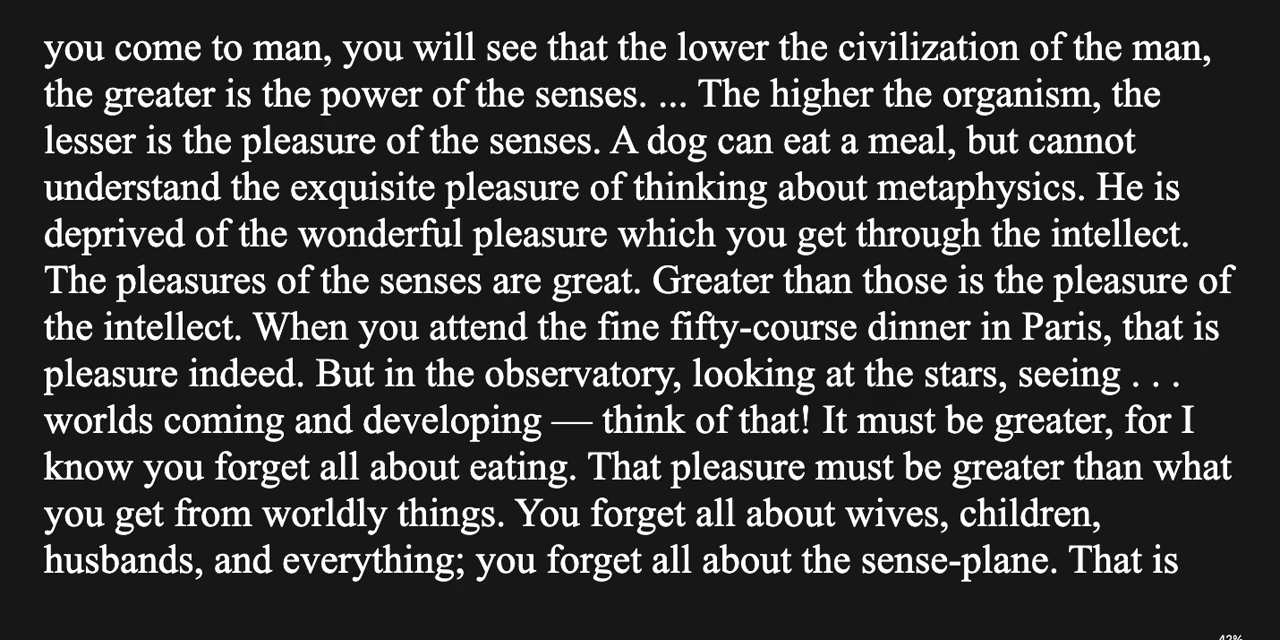 you come to man, you will see that the lower the civilization of the man,
the greater is the power of the senses. ... The higher the organism, the
lesser is the pleasure of the senses. A dog can eat a meal, but cannot
understand the exquisite pleasure of thinking about metaphysics. He is
deprived of the wonderful pleasure which you get through the intellect.
The pleasures of the senses are great. Greater than those is the pleasure of
the intellect. When you attend the fine fifty-course dinner in Paris, that is
pleasure indeed. But in the observatory, looking at the stars, seeing . . .
worlds coming and developing — think of that! It must be greater, for I
know you forget all about eating. That pleasure must be greater than what
you get from worldly things. You forget all about wives, children,
husbands, and everything; you forget all about the sense-plane. That is